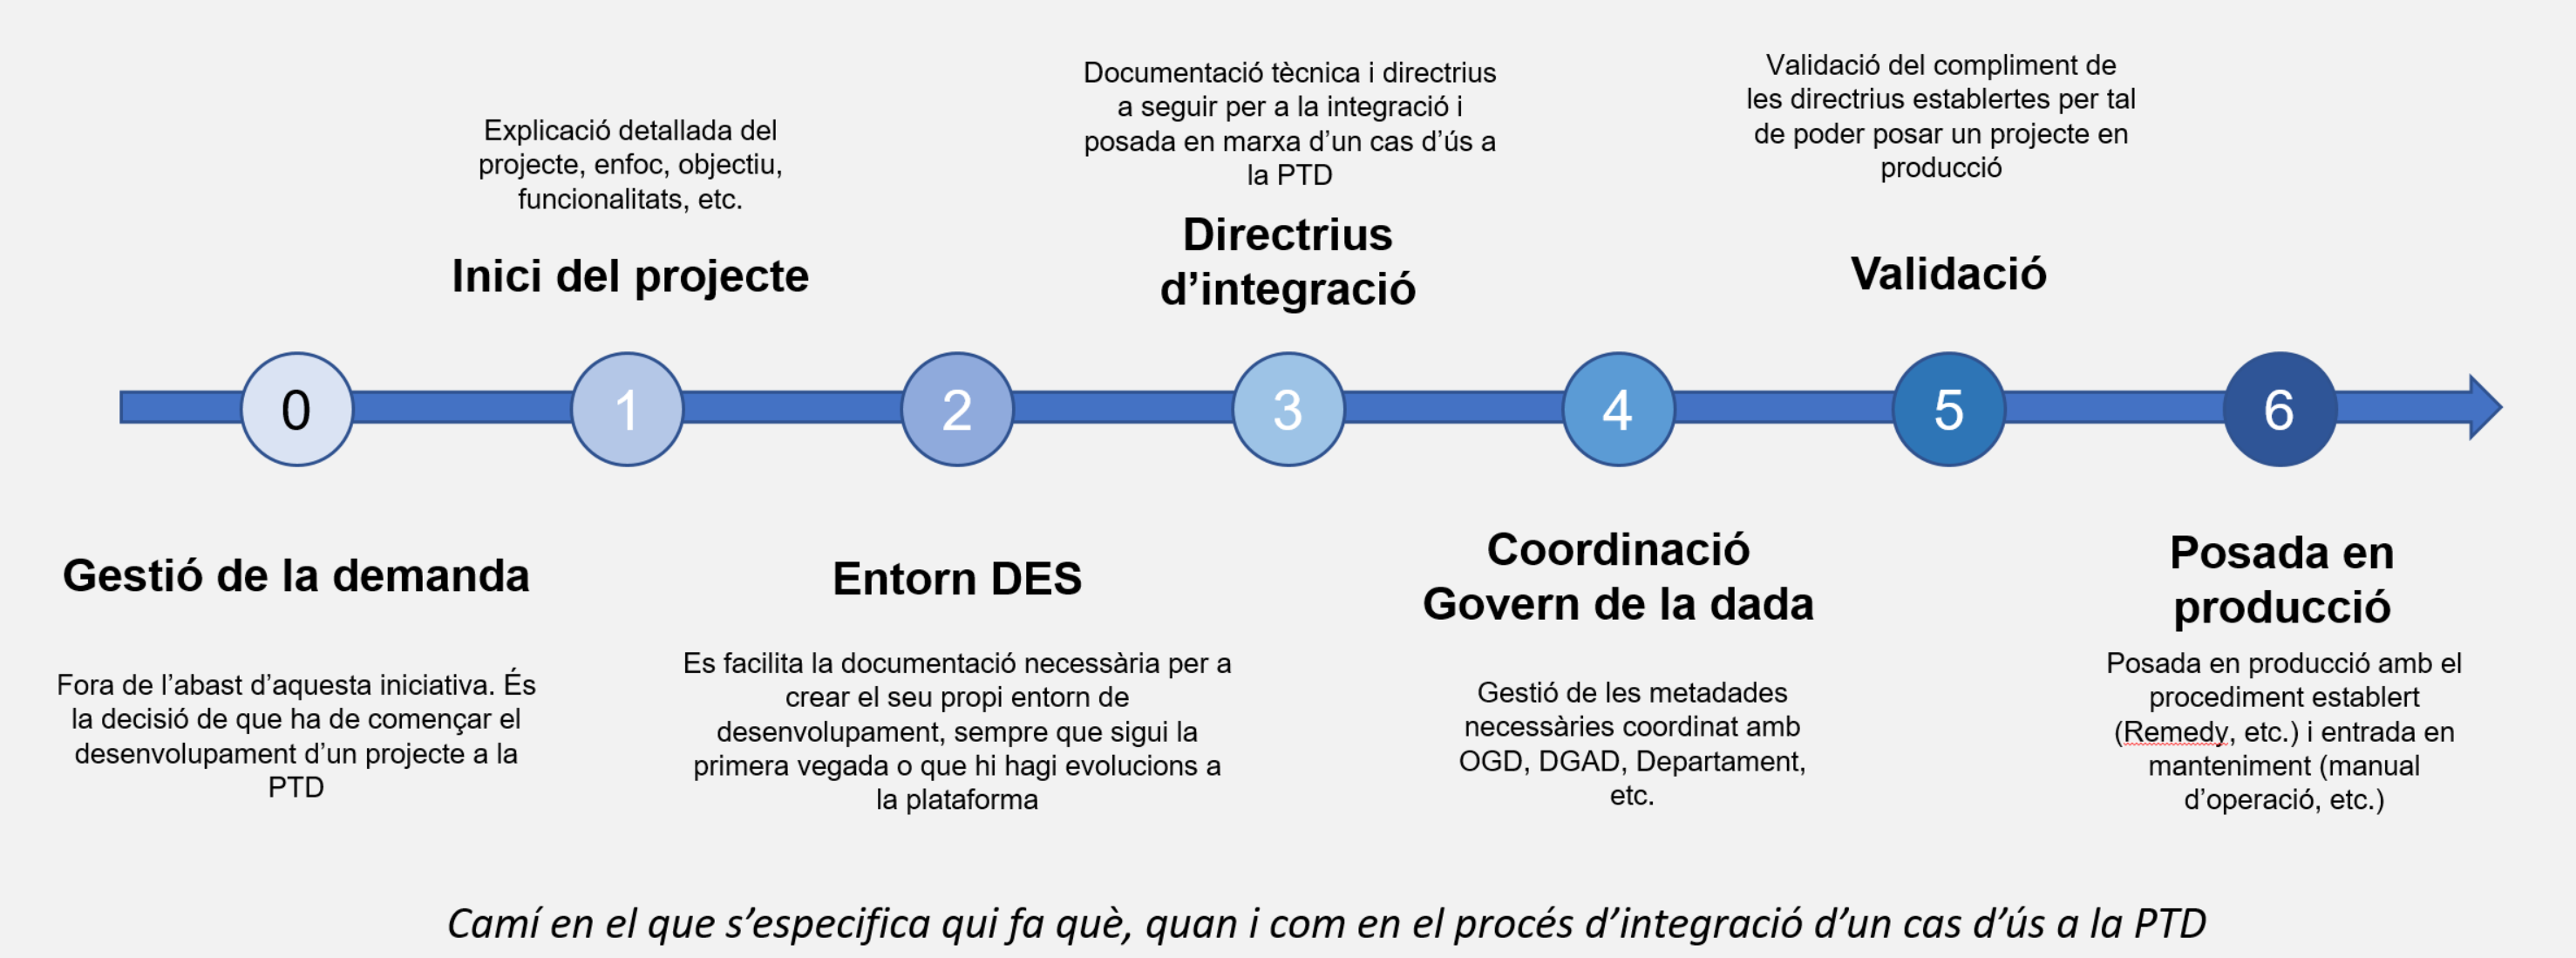 Explicació detallada del
projecte, enfoc, objectiu,
funcionalitats, etc.
Inici del projecte
Documentació tècnica i directrius
a seguir per a la integració i
posada en marxa d’un cas d’ús a
la PTD
Directrius
d’integració
Validació del compliment de
les directrius establertes per tal
de poder posar un projecte en
producció
Validació
0
1
2
3
4
5
6
Gestió de la demanda
Fora de l’abast d’aquesta iniciativa. És
la decisió de que ha de començar el
desenvolupament d’un projecte a la
PTD
Entorn DES
Es facilita la documentació necessària per a
crear el seu propi entorn de
desenvolupament, sempre que sigui la
primera vegada o que hi hagi evolucions a
la plataforma
Coordinació
Govern de la dada
Gestió de les metadades
necessàries coordinat amb
OGD, DGAD, Departament,
etc.
Posada en
producció
Posada en producció amb el
procediment establert
(Remedy, etc.) i entrada en
manteniment (manual
d’operació, etc.)
Camí en el que s’especifica qui fa què, quan i com en el procés d’integració d’un cas d’ús a la PTD